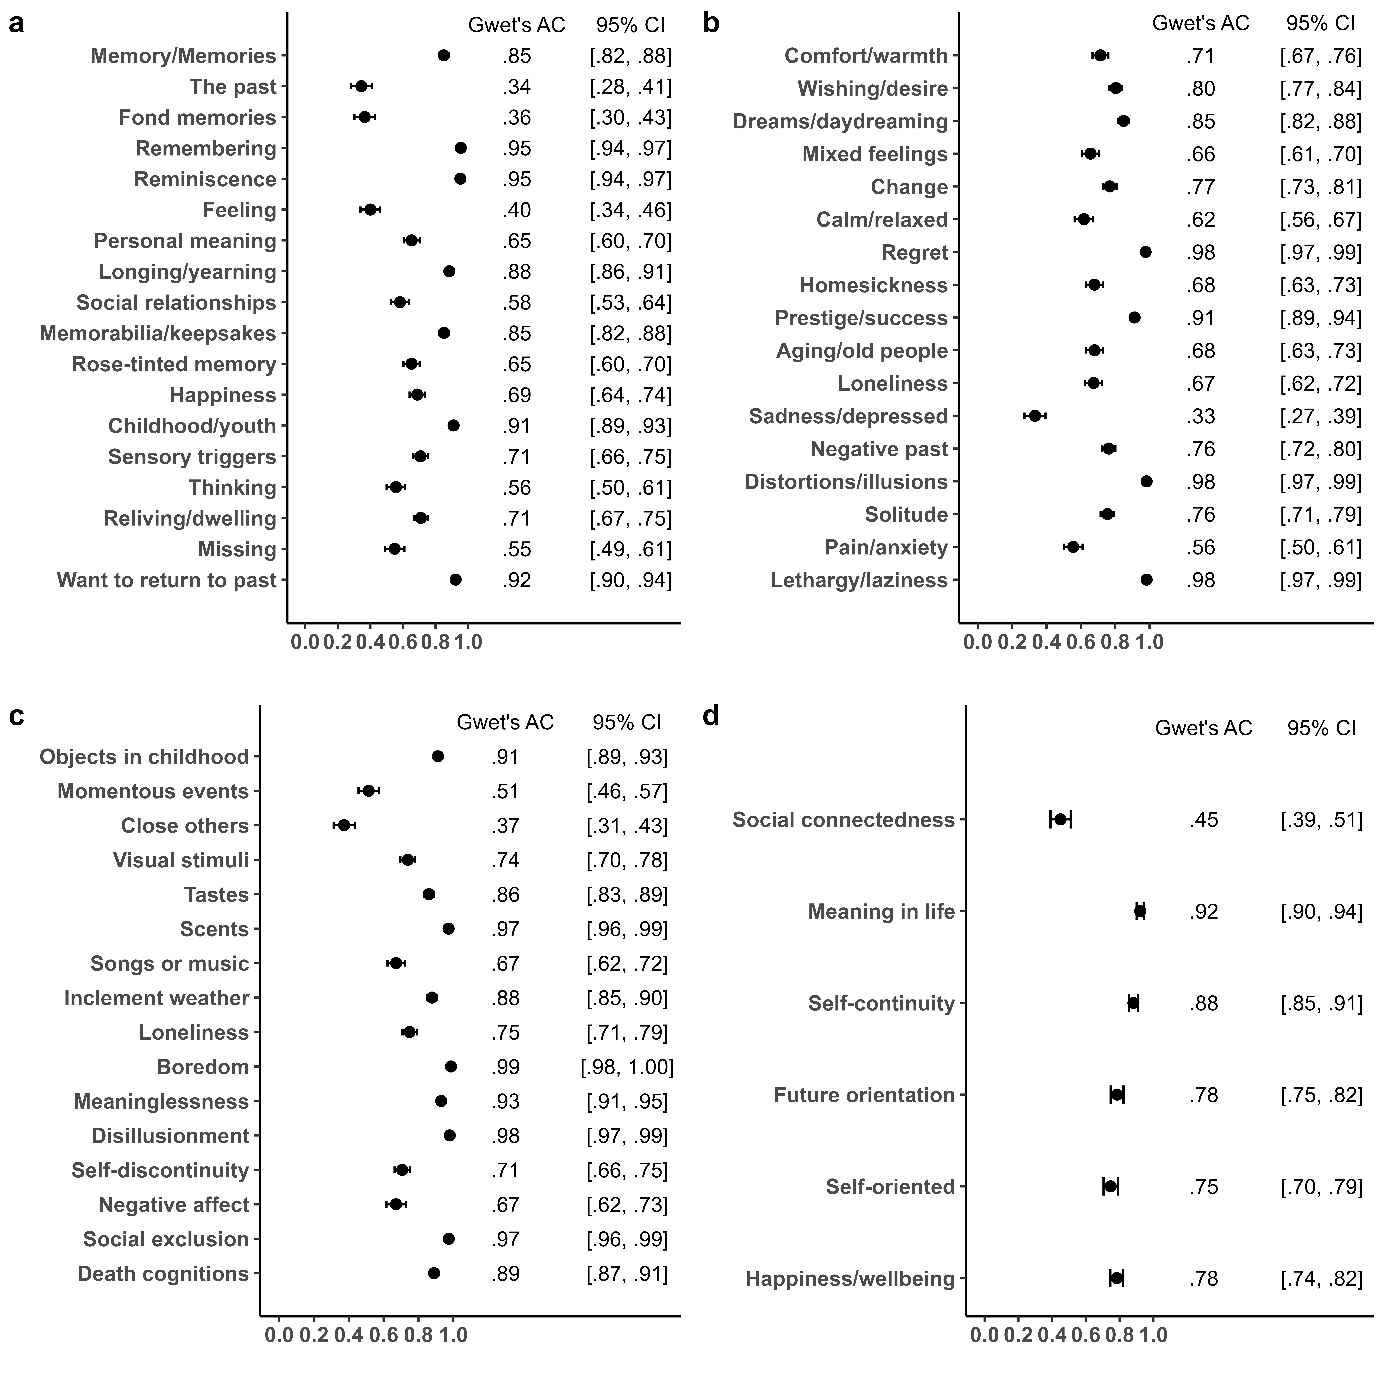 a
Gwet's AC 95% CI
Memory/Memories .85 [.82, .88]
The past .34 [.28, .41]
Fond memories .36 [.30, .43]
Remembering .95 [.94, .97]
Reminiscence .95 [.94, .97]
Feeling .40 [.34, .46]
Personal meaning .65 [.60, .70]
Longing/yearning .88 [.86, .91]
Social relationships .58 [.53, .64]
Memorabilia/keepsakes .85 [.82, .88]
Rose-tinted memory .65 [.60, .70]
Happiness .69 [.64, .74]
Childhood/youth .91 [.89, .93]
Sensory triggers .71 [.66, .75]
Thinking .56 [.50, .61]
Reliving/dwelling .71 [.67, .75]
Missing .55 [.49, .61]
Want to return to past .92 [.90, .94]
0.0 0.2 0.4 0.6 0.8 1.0
b
Gwet's AC 95% CI
Comfort/warmth .71 [.67, .76]
Wishing/desire .80 [.77, .84]
Dreams/daydreaming .85 [.82, .88]
Mixed feelings .66 [.61, .70]
Change .77 [.73, .81]
Calm/relaxed .62 [.56, .67]
Regret .98 [.97, .99]
Homesickness .68 [.63, .73]
Prestige/success .91 [.89, .94]
Aging/old people .68 [.63, .73]
Loneliness .67 [.62, .72]
Sadness/depressed .33 [.27, .39]
Negative past .76 [.72, .80]
Distortions/illusions .98 [.97, .99]
Solitude .76 [.71, .79]
Pain/anxiety .56 [.50, .61]
Lethargy/laziness .98 [.97, .99]
0.0 0.2 0.4 0.6 0.8 1.0
c
Gwet's AC 95% CI
Objects in childhood .91 [.89, .93]
Momentous events .51 [.46, .57]
Close others .37 [.31, .43]
Visual stimuli .74 [.70, .78]
Tastes .86 [.83, .89]
Scents .97 [.96, .99]
Songs or music .67 [.62, .72]
Inclement weather .88 [.85, .90]
Loneliness .75 [.71, .79]
Boredom .99 [.98, 1.00]
Meaninglessness .93 [.91, .95]
Disillusionment .98 [.97, .99]
Self-discontinuity .71 [.66, .75]
Negative affect .67 [.62, .73]
Social exclusion .97 [.96, .99]
Death cognitions .89 [.87, .91]
0.0 0.2 0.4 0.6 0.8 1.0
d
Gwet's AC 95% CI
Social connectedness .45 [.39, .51]
Meaning in life .92 [.90, .94]
Self-continuity .88 [.85, .91]
Future orientation .78 [.75, .82]
Self-oriented .75 [.70, .79]
Happiness/wellbeing .78 [.74, .82]
0.0 0.2 0.4 0.6 0.8 1.0